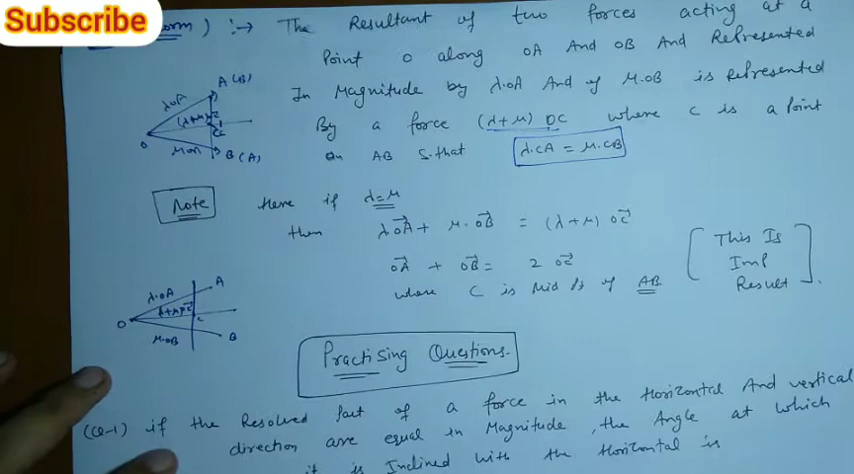 Subscribe
orm) :→ The Resultant of two forces acting at a
Point O along OA And OB And Represented
In Magnitude by λ.OA And of μ.OB is represented
By a force (λ+μ) OC where C is a Point
on AB S.that λ.CA = μ.CB
A(B)
λOA
(λ+μ)OC
C
O
μOB
B(A)
Note Here if λ=μ
then λOA→ + μ.OB→ = (λ+μ) OC→
OA→ + OB→ = 2 OC→
where C is Mid Pt of AB
[This Is
Imp
Result].
A
λ.OA
λ+μ OC→
O
C
μ.OB
B
Practising Questions.
(Q-1) if the Resolved Part of a force in the Horizontal And vertical
direction are equal in Magnitude, the Angle at which
it is Inclined with the Horizontal is